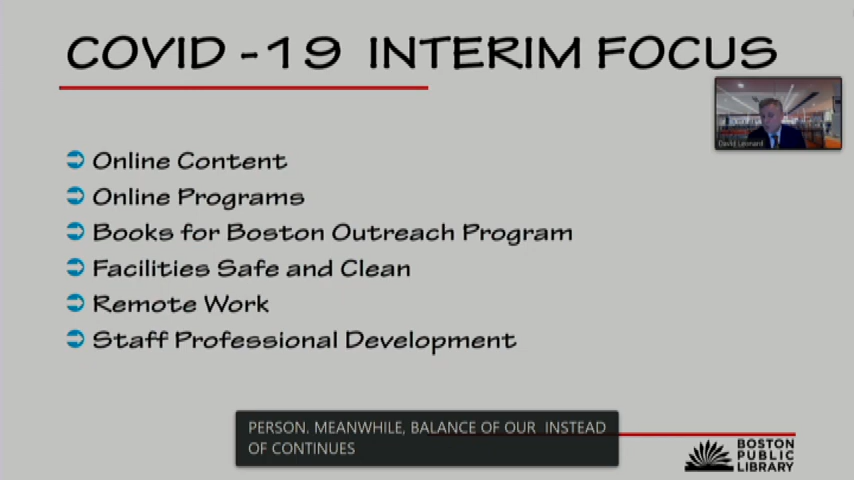 COVID -19 INTERIM FOCUS
David Leonard
Online Content
Online Programs
Books for Boston Outreach Program
Facilities Safe and Clean
Remote Work
Staff Professional Development
PERSON. MEANWHILE, BALANCE OF OUR INSTEAD
OF CONTINUES
BOSTON
PUBLIC
LIBRARY